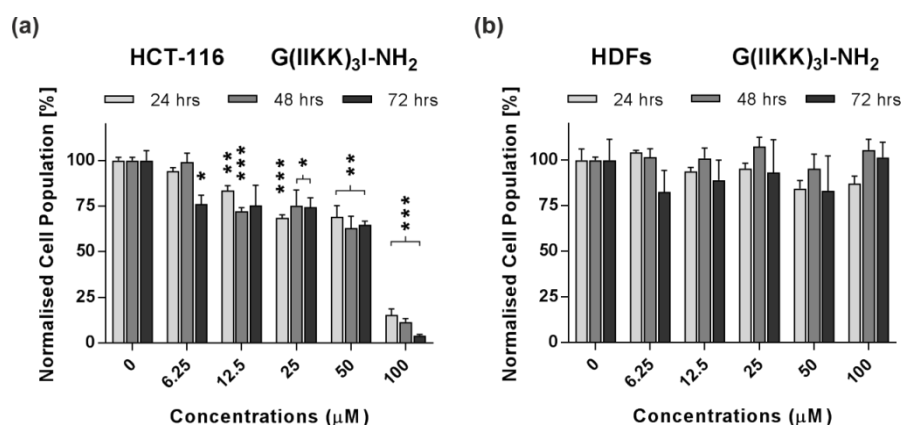 (a)
HCT-116 G(IIKK)₃I-NH₂
24 hrs 48 hrs 72 hrs
Normalised Cell Population [%]
100
75
50
25
0
* ** *** *** * ** ***
0 6.25 12.5 25 50 100
Concentrations (µM)
(b)
HDFs G(IIKK)₃I-NH₂
24 hrs 48 hrs 72 hrs
Normalised Cell Population [%]
100
75
50
25
0
0 6.25 12.5 25 50 100
Concentrations (µM)